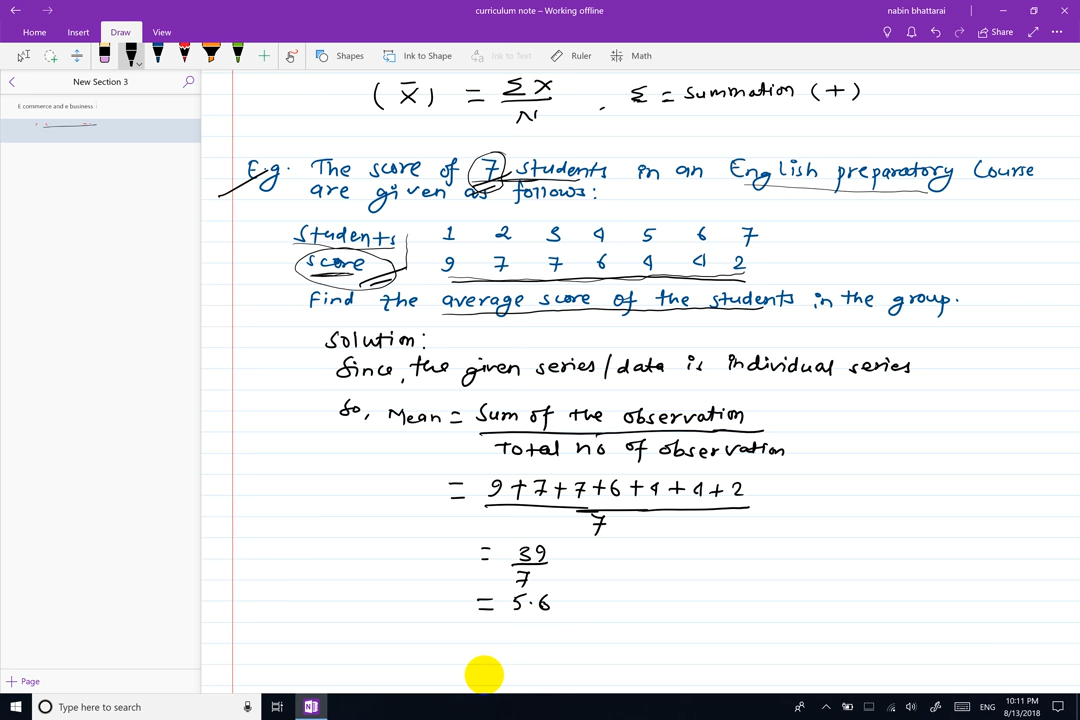 curriculum note – Working offline
nabin bhattarai
Home Insert Draw View
Share
Shapes Ink to Shape Ink to Text Ruler Math
New Section 3
E commerce and e business :
(X̄) = ΣX / N , Σ = Summation (+)
E.g. The score of 7 students in an English preparatory Course
are given as follows:
Students 1 2 3 4 5 6 7
Score 9 7 7 6 4 4 2
Find the average score of the students in the group.
Solution:
Since, the given series/data is individual series
So, Mean = Sum of the observation
Total no of observation
= 9+7+7+6+4+4+2
7
= 39
7
= 5.6
+ Page
Type here to search
ENG
10:11 PM
8/13/2018